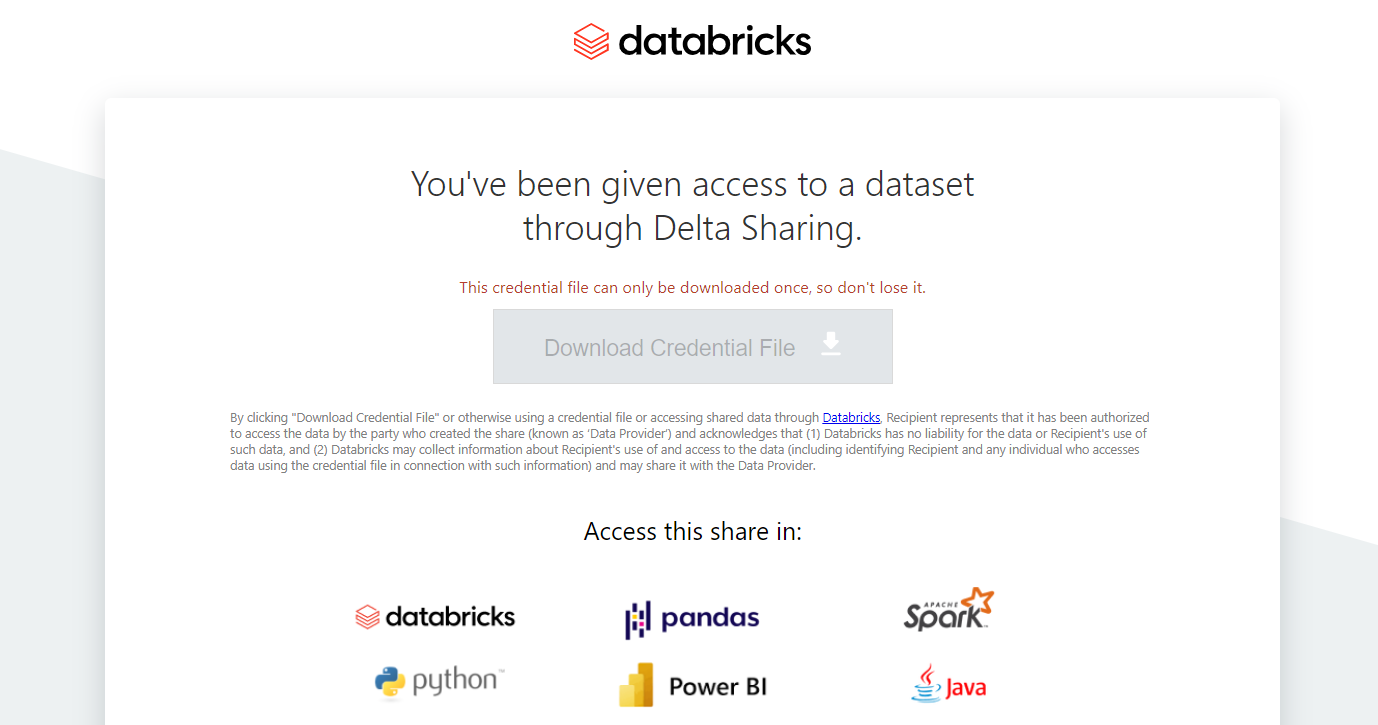 databricks
You've been given access to a dataset
through Delta Sharing.
This credential file can only be downloaded once, so don't lose it.
Download Credential File
By clicking "Download Credential File" or otherwise using a credential file or accessing shared data through Databricks, Recipient represents that it has been authorized
to access the data by the party who created the share (known as 'Data Provider') and acknowledges that (1) Databricks has no liability for the data or Recipient's use of
such data, and (2) Databricks may collect information about Recipient's use of and access to the data (including identifying Recipient and any individual who accesses
data using the credential file in connection with such information) and may share it with the Data Provider.
Access this share in:
databricks
pandas
APACHE
Spark™
python™
Power BI
Java